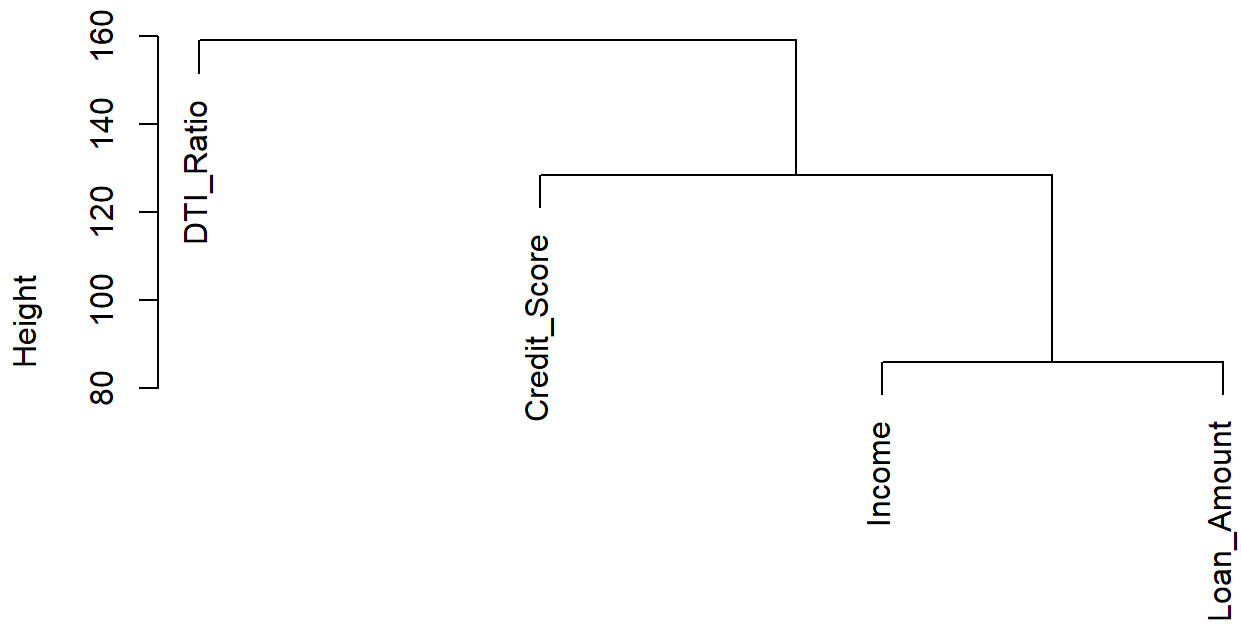 Height
160
140
120
100
80
DTI_Ratio
Credit_Score
Income
Loan_Amount